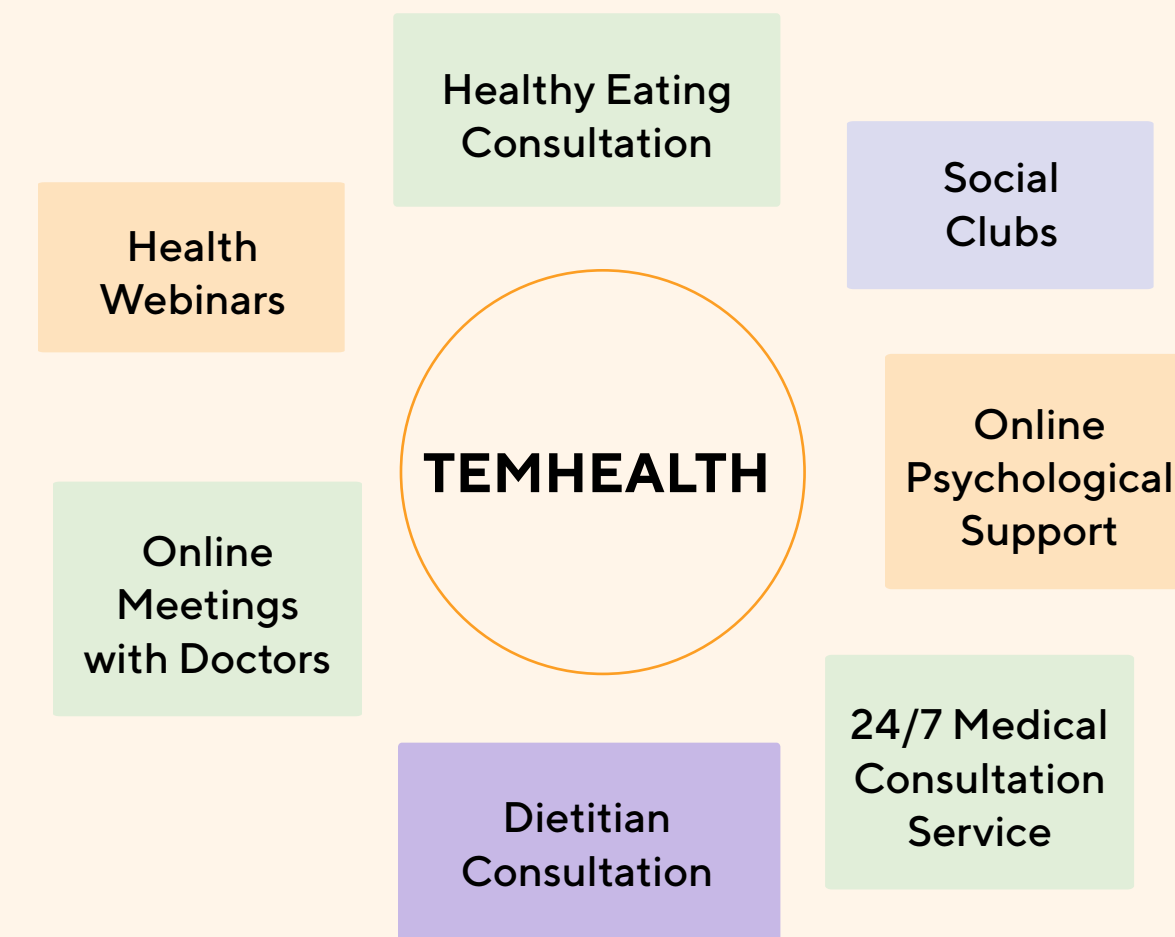 Healthy Eating
Consultation
Social
Clubs
Health
Webinars
TEMHEALTH
Online
Psychological
Support
Online
Meetings
with Doctors
24/7 Medical
Consultation
Service
Dietitian
Consultation